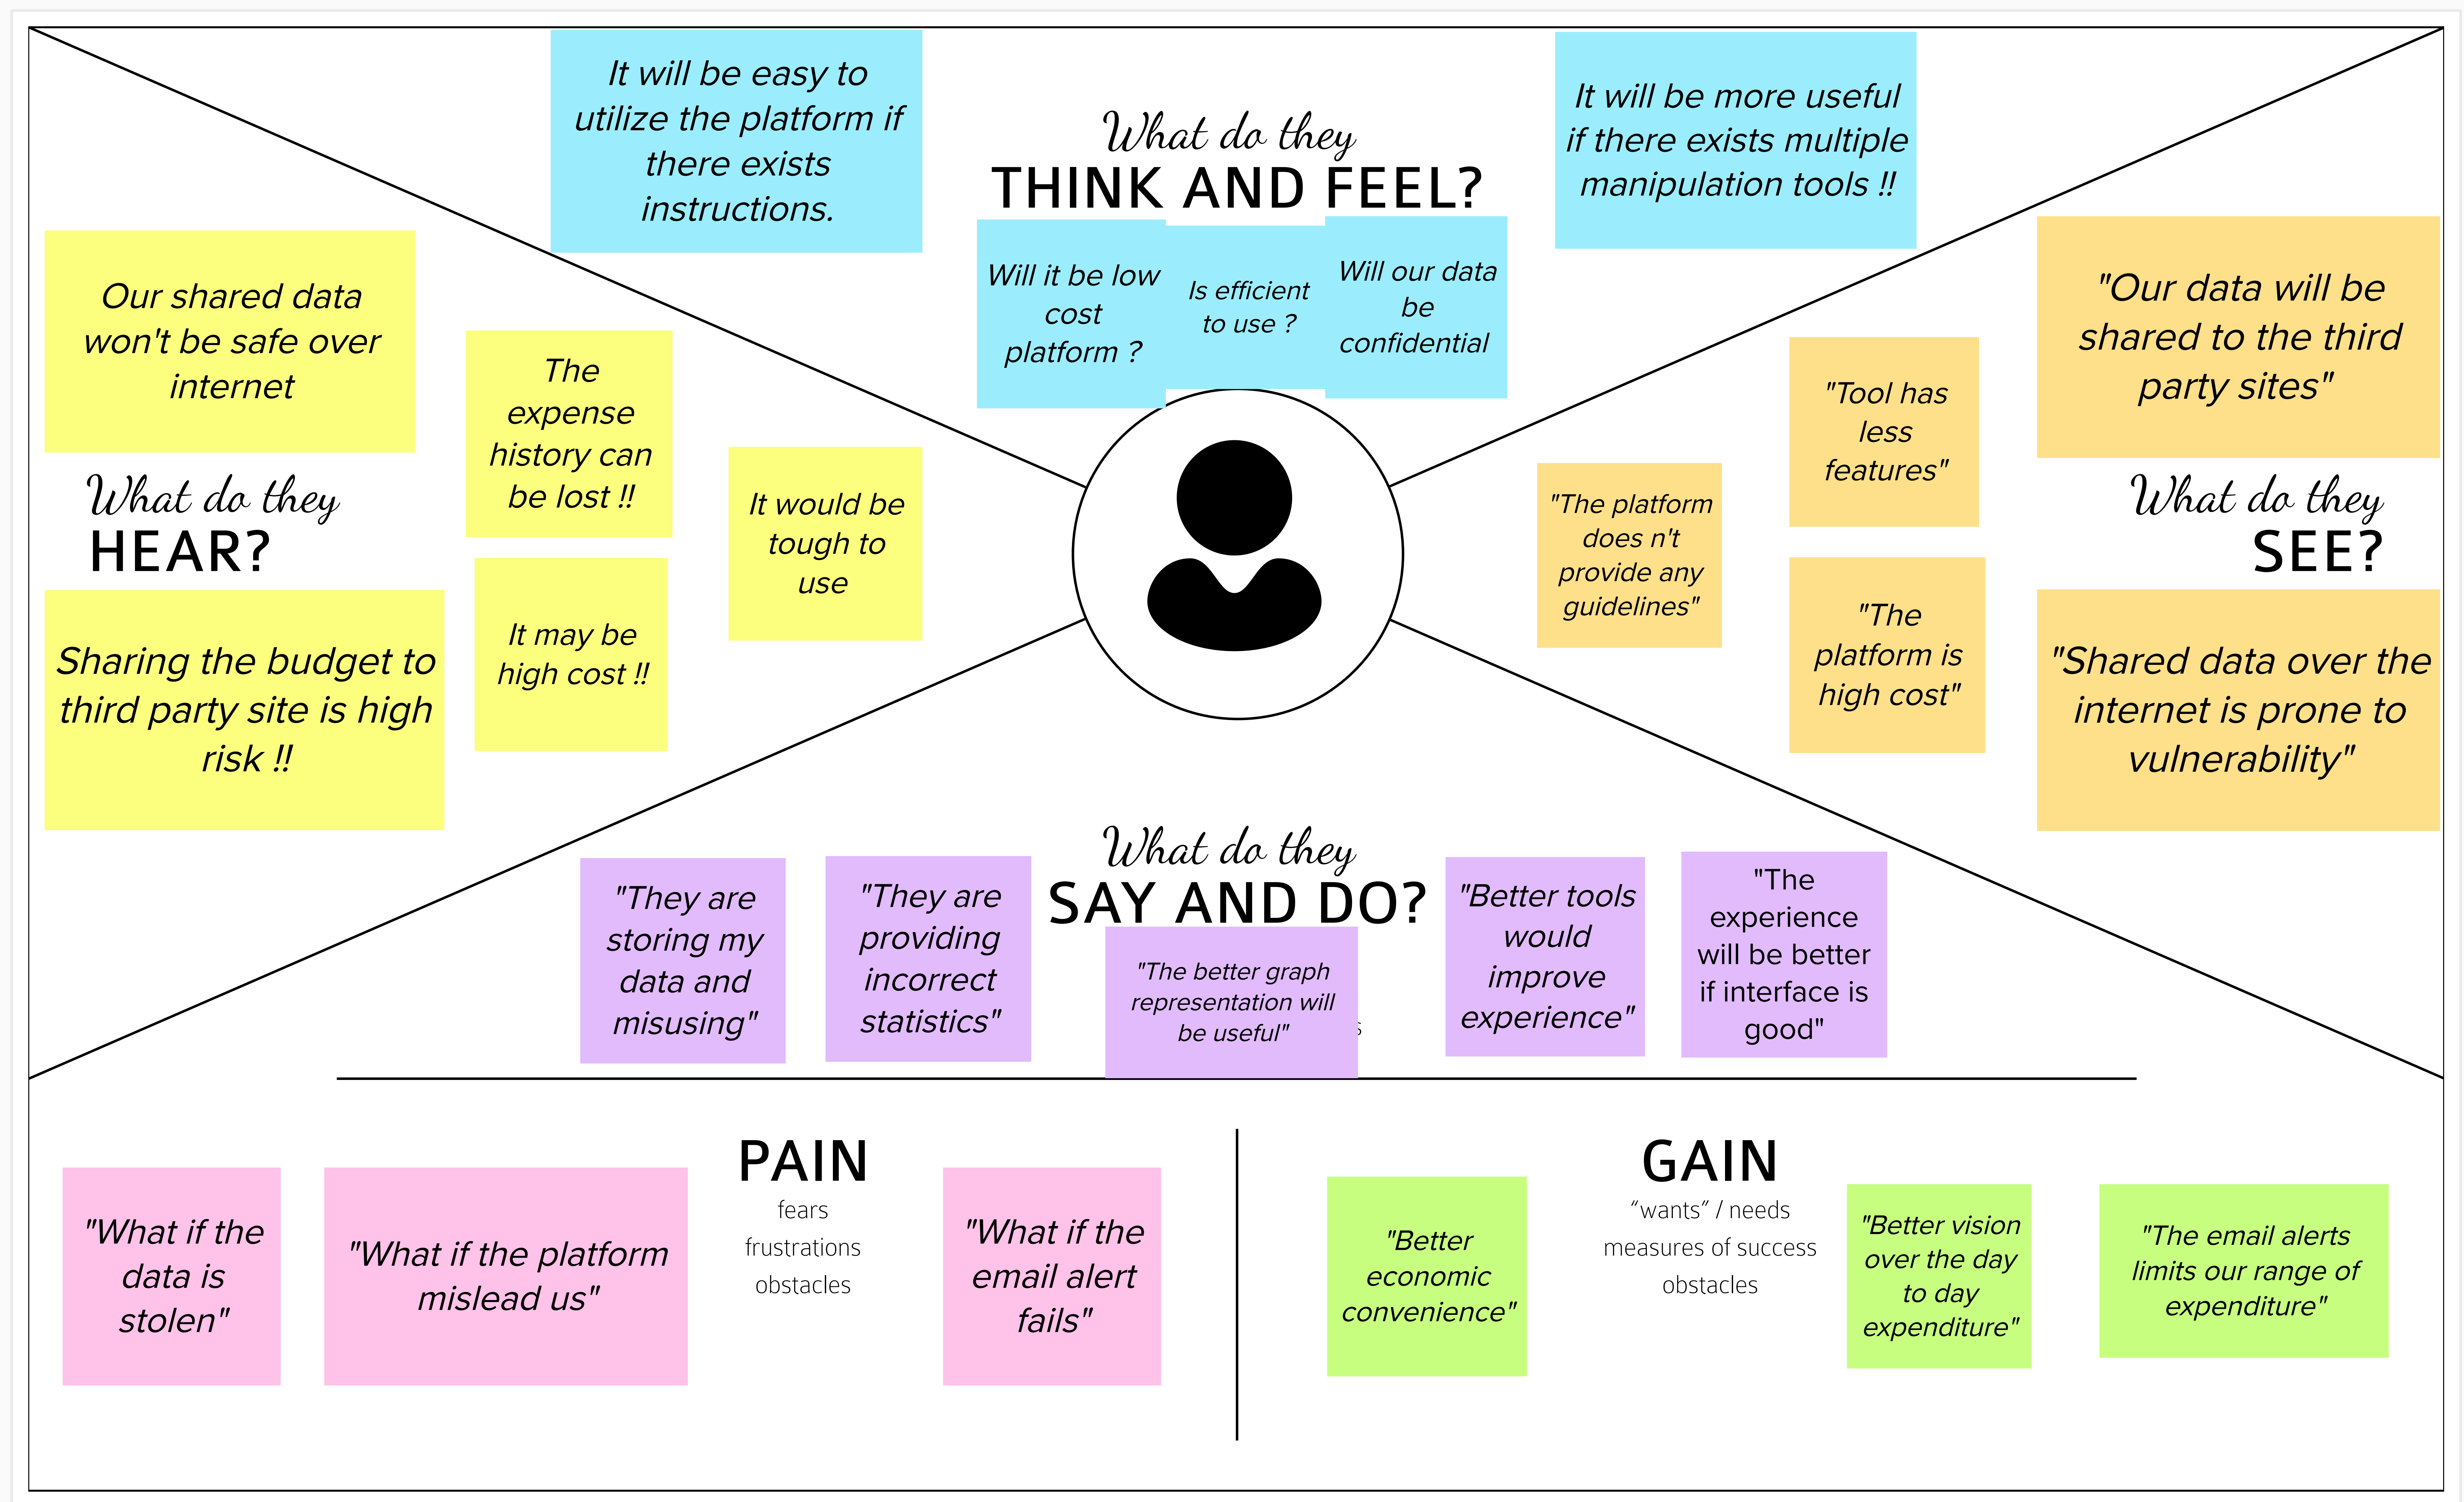 It will be easy to
utilize the platform if
there exists
instructions.
What do they
THINK AND FEEL?
It will be more useful
if there exists multiple
manipulation tools !!
Will it be low
cost
platform ?
Is efficient
to use ?
Will our data
be
confidential
Our shared data
won't be safe over
internet
The
expense
history can
be lost !!
It would be
tough to
use
What do they
HEAR?
Sharing the budget to
third party site is high
risk !!
It may be
high cost !!
"Our data will be
shared to the third
party sites"
"Tool has
less
features"
"The platform
does n't
provide any
guidelines"
What do they
SEE?
"The
platform is
high cost"
"Shared data over the
internet is prone to
vulnerability"
What do they
SAY AND DO?
"They are
storing my
data and
misusing"
"They are
providing
incorrect
statistics"
"The better graph
representation will
be useful"
s
"Better tools
would
improve
experience"
"The
experience
will be better
if interface is
good"
PAIN
fears
frustrations
obstacles
"What if the
data is
stolen"
"What if the platform
mislead us"
"What if the
email alert
fails"
GAIN
“wants” / needs
measures of success
obstacles
"Better
economic
convenience"
"Better vision
over the day
to day
expenditure"
"The email alerts
limits our range of
expenditure"